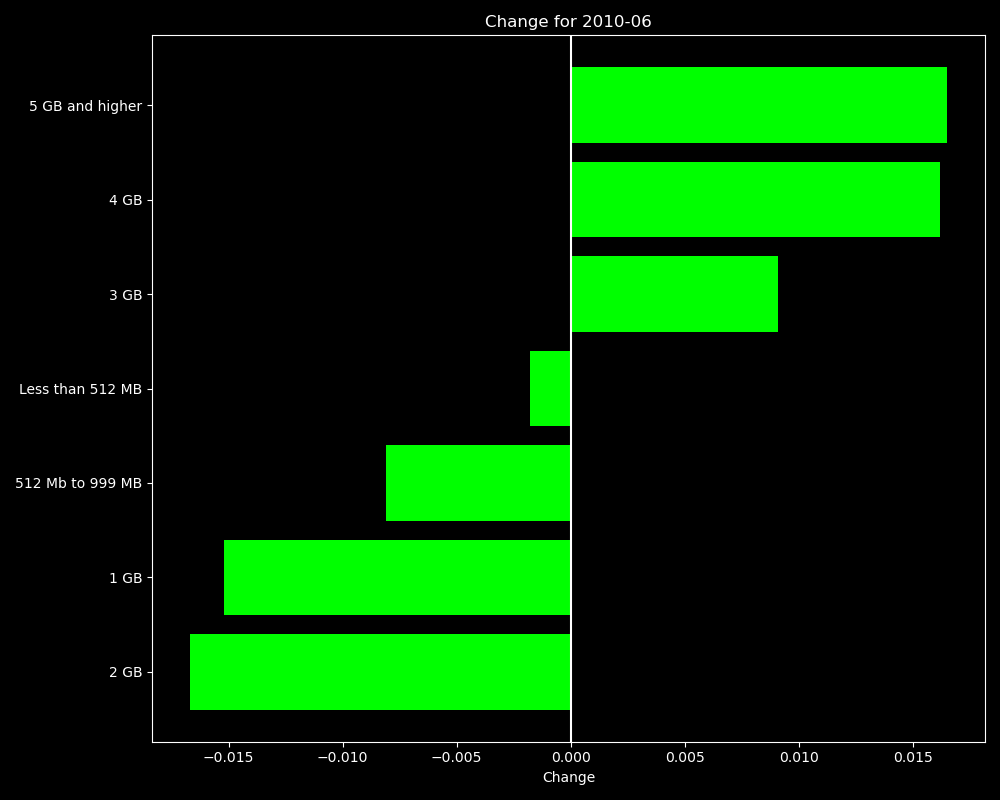 Change for 2010-06
5 GB and higher
4 GB
3 GB
Less than 512 MB
512 Mb to 999 MB
1 GB
2 GB
−0.015 −0.010 −0.005 0.000 0.005 0.010 0.015
Change